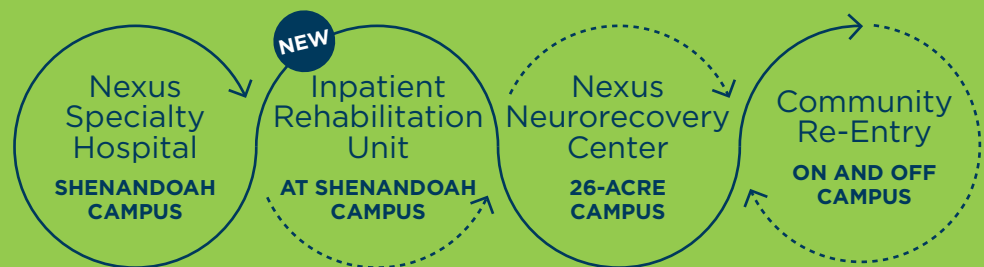 Nexus
Specialty
Hospital
SHENANDOAH
CAMPUS
NEW
Inpatient
Rehabilitation
Unit
AT SHENANDOAH
CAMPUS
Nexus
Neurorecovery
Center
26-ACRE
CAMPUS
Community
Re-Entry
ON AND OFF
CAMPUS